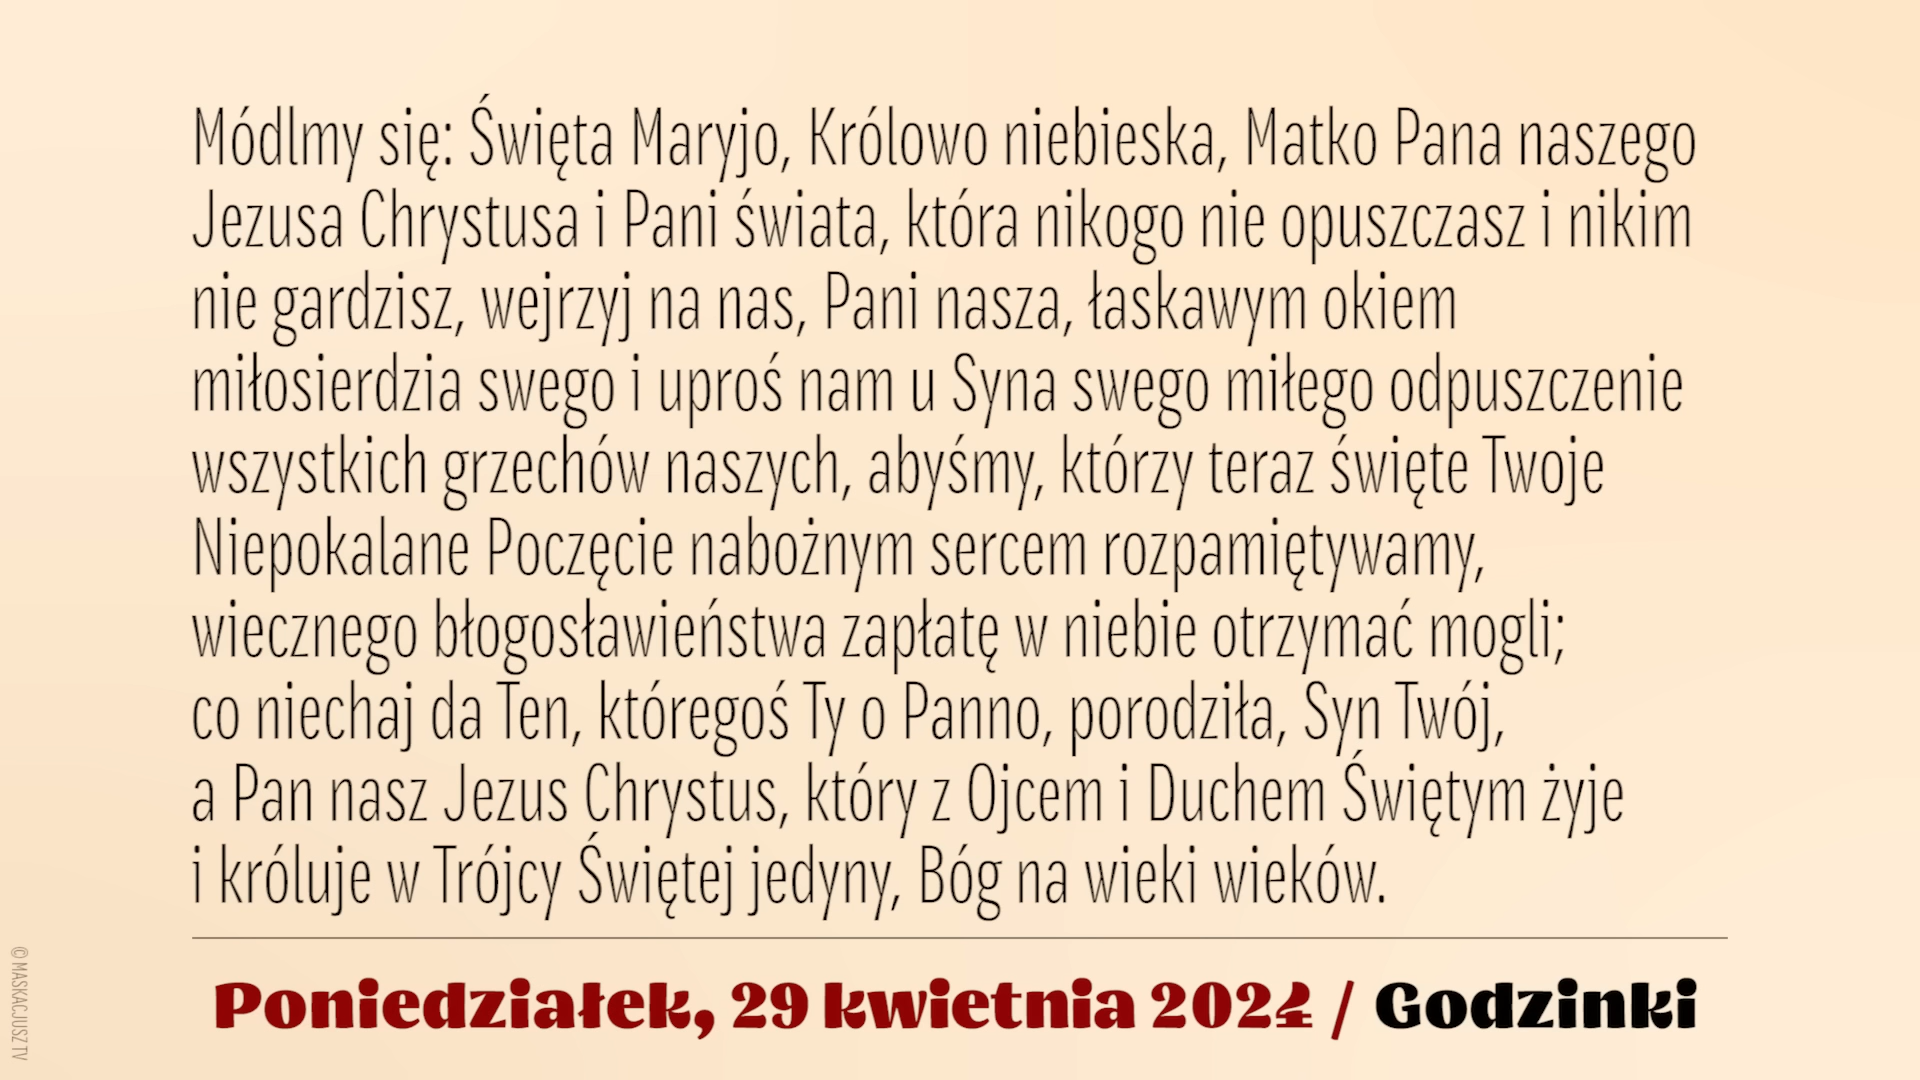 Módlmy się: Święta Maryjo, Królowo niebieska, Matko Pana naszego
Jezusa Chrystusa i Pani świata, która nikogo nie opuszczasz i nikim
nie gardzisz, wejrzyj na nas, Pani nasza, łaskawym okiem
miłosierdzia swego i uproś nam u Syna swego miłego odpuszczenie
wszystkich grzechów naszych, abyśmy, którzy teraz święte Twoje
Niepokalane Poczęcie nabożnym sercem rozpamiętywamy,
wiecznego błogosławieństwa zapłatę w niebie otrzymać mogli;
co niechaj da Ten, któregoś Ty o Panno, porodziła, Syn Twój,
a Pan nasz Jezus Chrystus, który z Ojcem i Duchem Świętym żyje
i króluje w Trójcy Świętej jedyny, Bóg na wieki wieków.
Poniedziałek, 29 kwietnia 2024 / Godzinki
© MASKACJUSZ TV